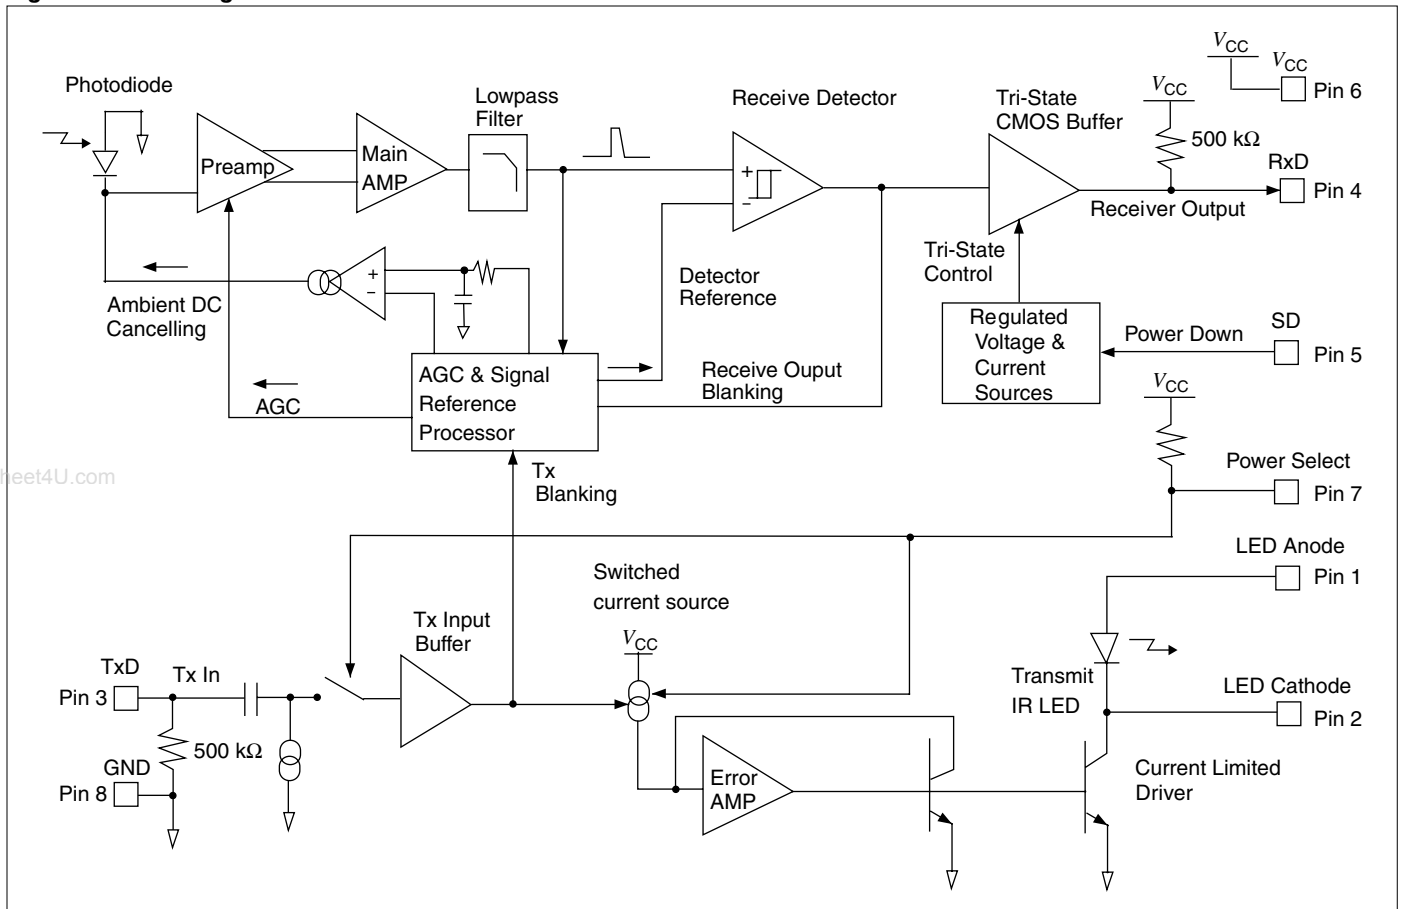 Photodiode
Preamp
Main
AMP
Lowpass
Filter
Receive Detector
+
−
Tri-State
CMOS Buffer
VCC
500 kΩ
VCC
VCC
Pin 6
RxD
Pin 4
Receiver Output
Tri-State
Control
Ambient DC
Cancelling
+
−
Detector
Reference
Regulated
Voltage &
Current
Sources
Power Down
SD
Pin 5
AGC
AGC & Signal
Reference
Processor
Receive Ouput
Blanking
VCC
Power Select
Pin 7
heet4U.com
Tx
Blanking
LED Anode
Pin 1
Switched
current source
VCC
Tx Input
Buffer
TxD
Pin 3
Tx In
500 kΩ
GND
Pin 8
Transmit
IR LED
LED Cathode
Pin 2
Error
AMP
Current Limited
Driver